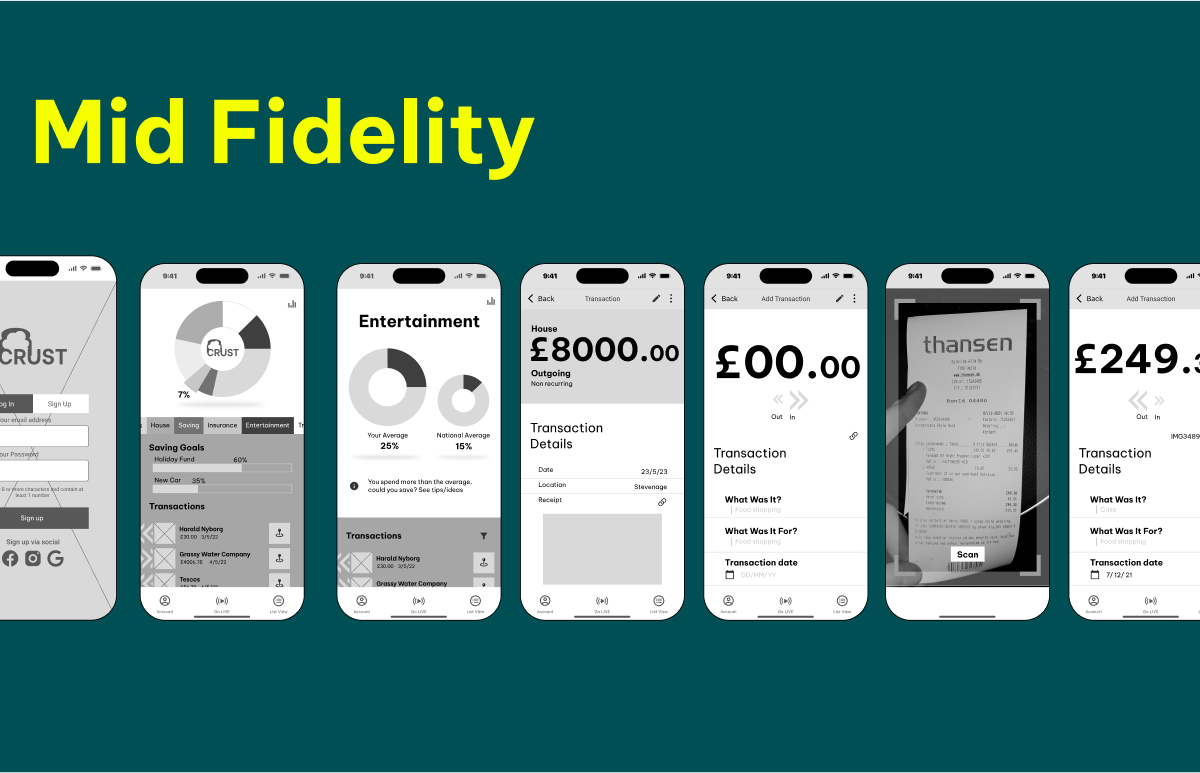 Mid Fidelity
CRUST
og In
Sign Up
our email address
our Password
8 or more characters and contain at
least 1 number
Sign up
Sign up via social
9:41
CRUST
7%
House
Saving
Insurance
Entertainment
Tr
Saving Goals
Holiday Fund
60%
New Car
35%
Transactions
Harold Nyborg
£30.00 3/5/22
Grassy Water Company
£4006.78 4/5/22
Tescos
Account
Go LIVE
List View
9:41
Entertainment
Your Average
25%
National Average
15%
You spend more than the average,
could you save? See tips/ideas
Transactions
Harold Nyborg
£30.00 3/5/22
Grassy Water Company
Account
Go LIVE
List View
9:41
Back
Transaction
House
£8000.00
Outgoing
Non recurring
Transaction
Details
Date
23/5/23
Location
Stevenage
Receipt
Account
Go LIVE
List View
9:41
Back
Add Transaction
£00.00
Out
In
Transaction
Details
What Was It?
Food shopping
What Was It For?
Food shopping
Transaction date
DD/MM/YY
Account
Go LIVE
List View
9:41
thansen
Scan
9:41
Back
Add Transaction
£249.3
Out
In
IMG3489
Transaction
Details
What Was It?
Cake
What Was It For?
Food shopping
Transaction date
7/12/21
Account
Go LIVE